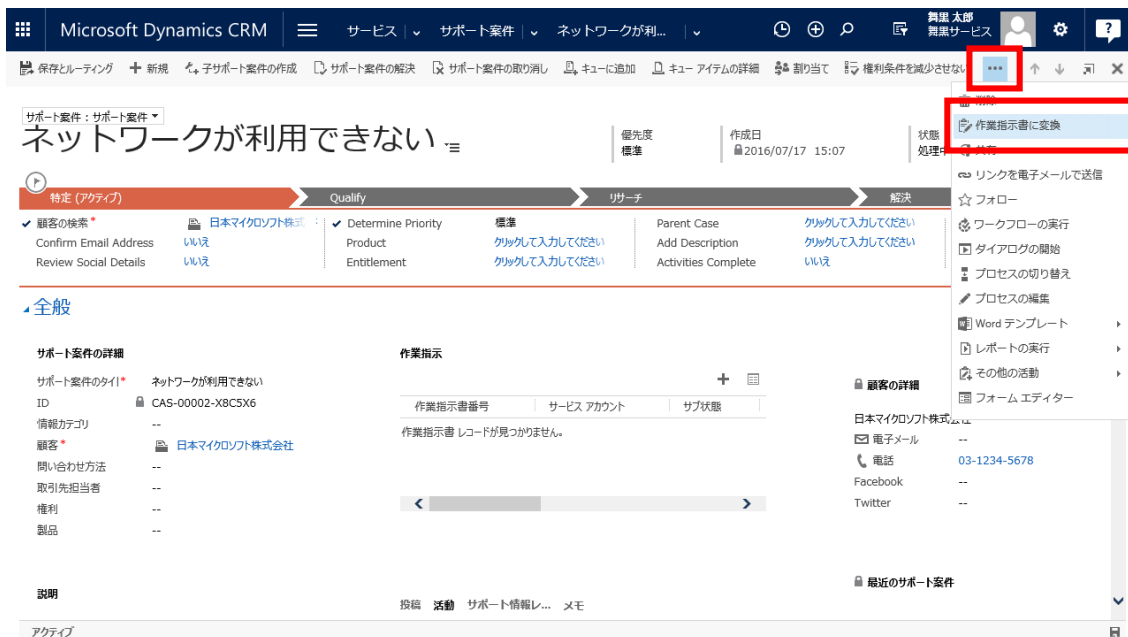 Microsoft Dynamics CRM サービス サポート案件 ネットワークが利... 舞黒 太郎
舞黒サービス
保存とルーティング 新規 子サポート案件の作成 サポート案件の解決 サポート案件の取り消し キューに追加 キュー アイテムの詳細 割り当て 権利条件を減少させない ...
削除
作業指示書に変換
共有
リンクを電子メールで送信
フォロー
ワークフローの実行
ダイアログの開始
プロセスの切り替え
プロセスの編集
Word テンプレート
レポートの実行
その他の活動
フォーム エディター
サポート案件 : サポート案件
ネットワークが利用できない
優先度
標準
作成日
2016/07/17 15:07
状態
処理中
特定 (アクティブ) Qualify リサーチ 解決
顧客の検索* 日本マイクロソフト株式 Determine Priority 標準 Parent Case クリックして入力してください
Confirm Email Address いいえ Product クリックして入力してください Add Description クリックして入力してください
Review Social Details いいえ Entitlement クリックして入力してください Activities Complete いいえ
全般
サポート案件の詳細
サポート案件のタイ* ネットワークが利用できない
ID CAS-00002-X8C5X6
情報カテゴリ --
顧客* 日本マイクロソフト株式会社
問い合わせ方法 --
取引先担当者 --
権利 --
製品 --
説明
作業指示
作業指示書番号 サービス アカウント サブ状態
作業指示書 レコードが見つかりません。
投稿 活動 サポート情報レ... メモ
顧客の詳細
日本マイクロソフト株式会社
電子メール --
電話 03-1234-5678
Facebook --
Twitter --
最近のサポート案件
アクティブ